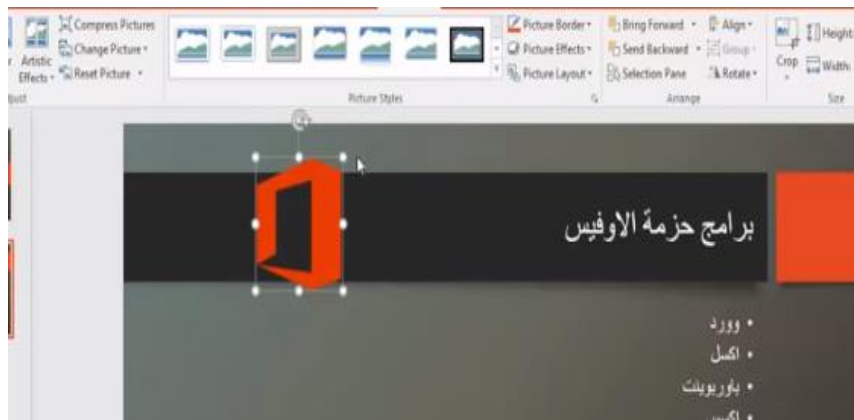 Compress Pictures
Change Picture
Reset Picture
Artistic
Effects
Picture Styles
Picture Border
Picture Effects
Picture Layout
Bring Forward
Send Backward
Selection Pane
Align
Group
Rotate
Arrange
Crop
Height
Width
Size
برامج حزمة الاوفيس
• وورد
• اكسل
• باوربوينت